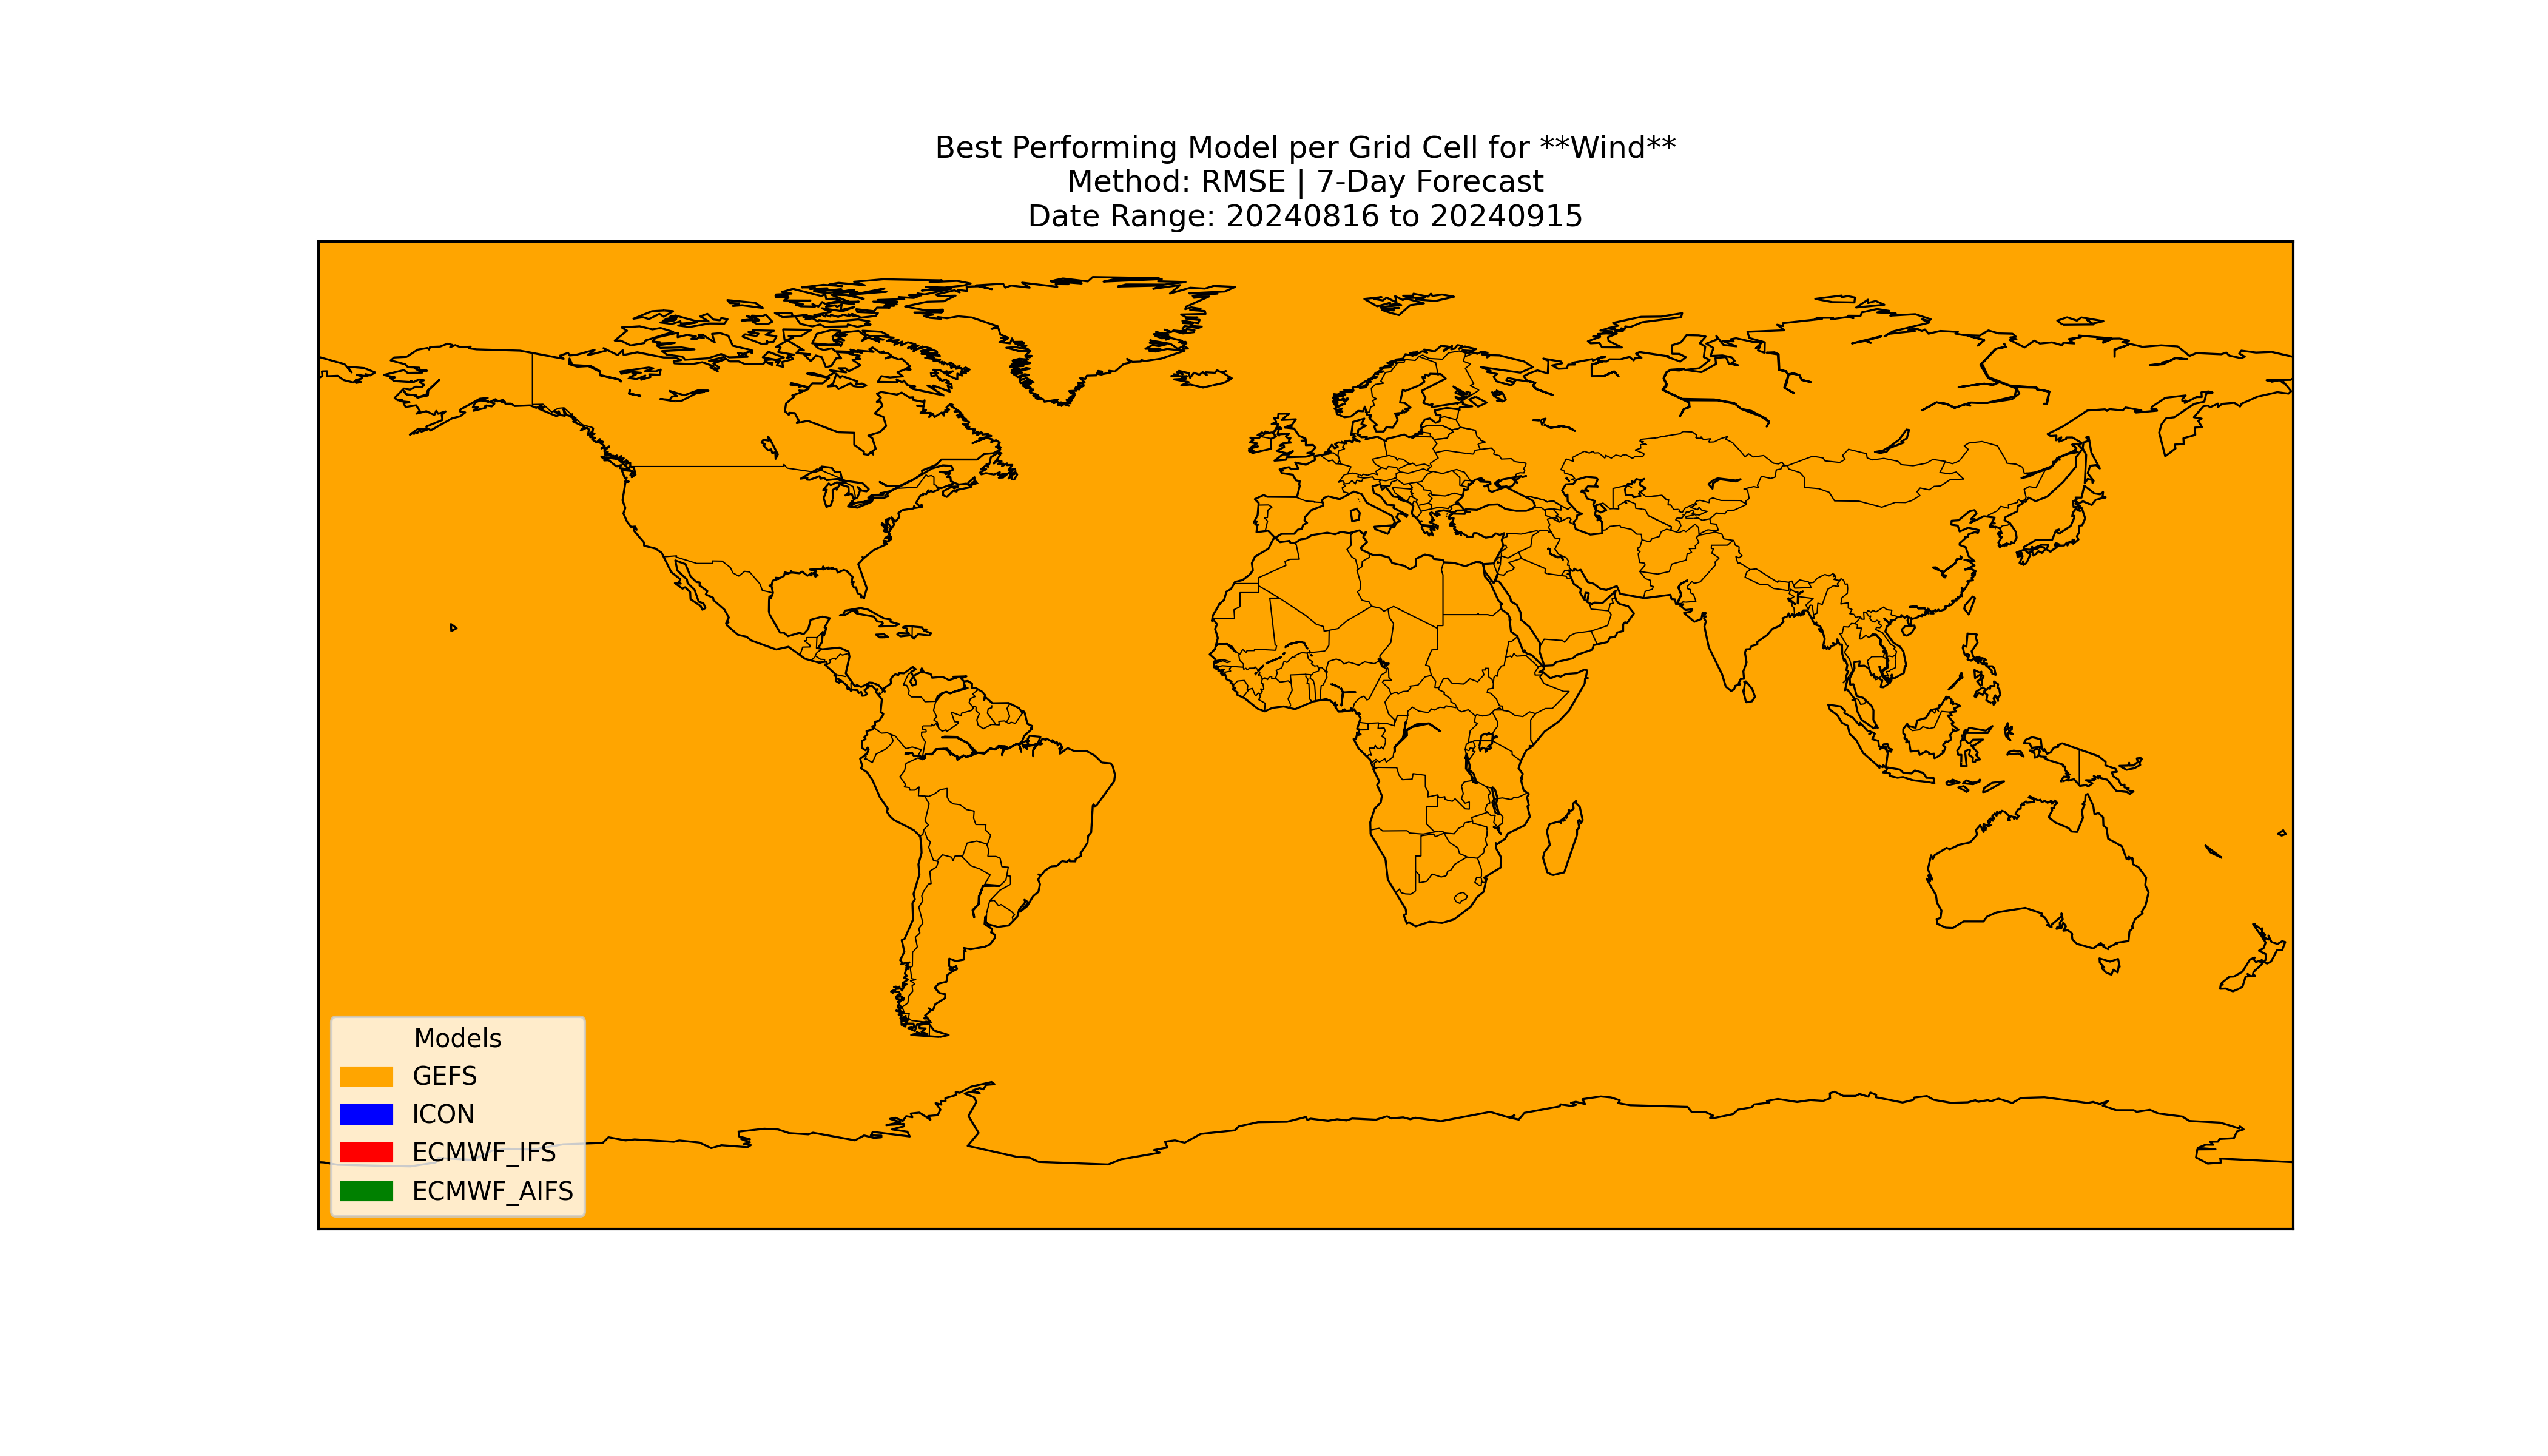 Best Performing Model per Grid Cell for **Wind**
Method: RMSE | 7-Day Forecast
Date Range: 20240816 to 20240915
Models
GEFS
ICON
ECMWF_IFS
ECMWF_AIFS